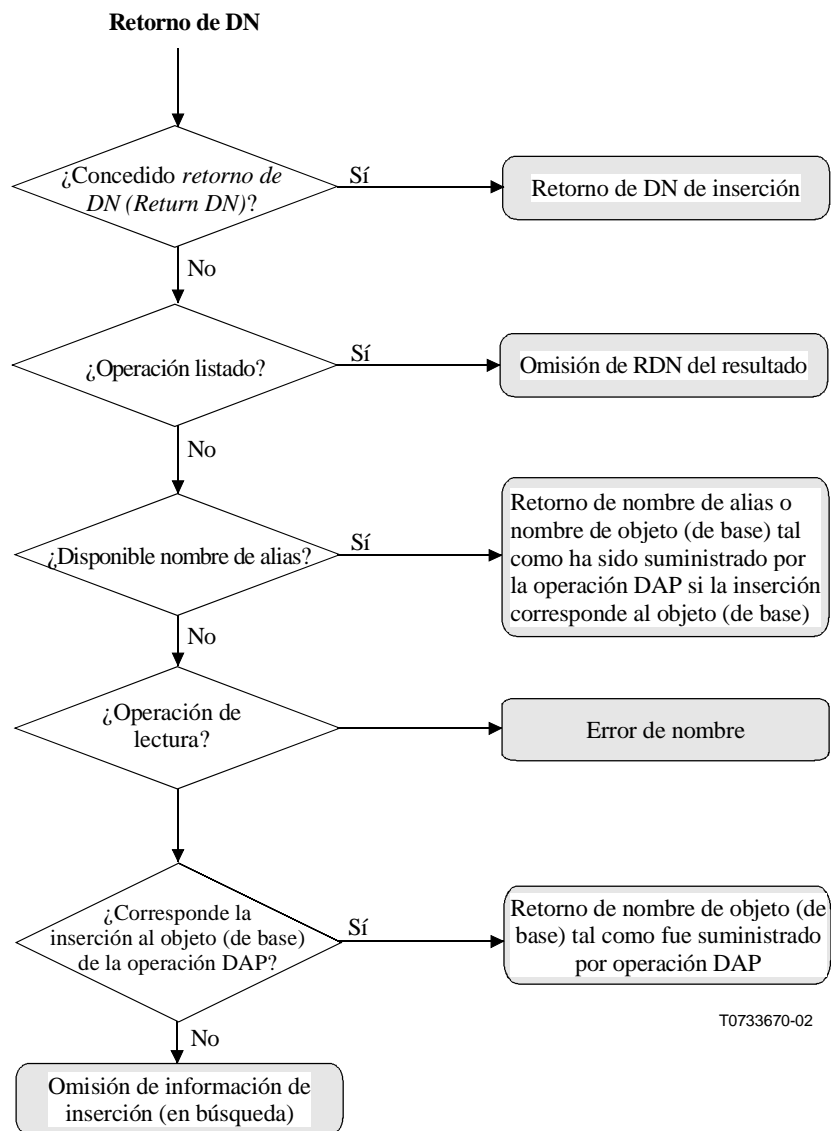 Retorno de DN
¿Concedido retorno de
DN (Return DN)?
Sí
Retorno de DN de inserción
No
¿Operación listado?
Sí
Omisión de RDN del resultado
No
¿Disponible nombre de alias?
Sí
Retorno de nombre de alias o
nombre de objeto (de base) tal
como ha sido suministrado por
la operación DAP si la inserción
corresponde al objeto (de base)
No
¿Operación de
lectura?
Error de nombre
¿Corresponde la
inserción al objeto (de base)
de la operación DAP?
Sí
Retorno de nombre de objeto (de
base) tal como fue suministrado
por operación DAP
T0733670-02
No
Omisión de información de
inserción (en búsqueda)